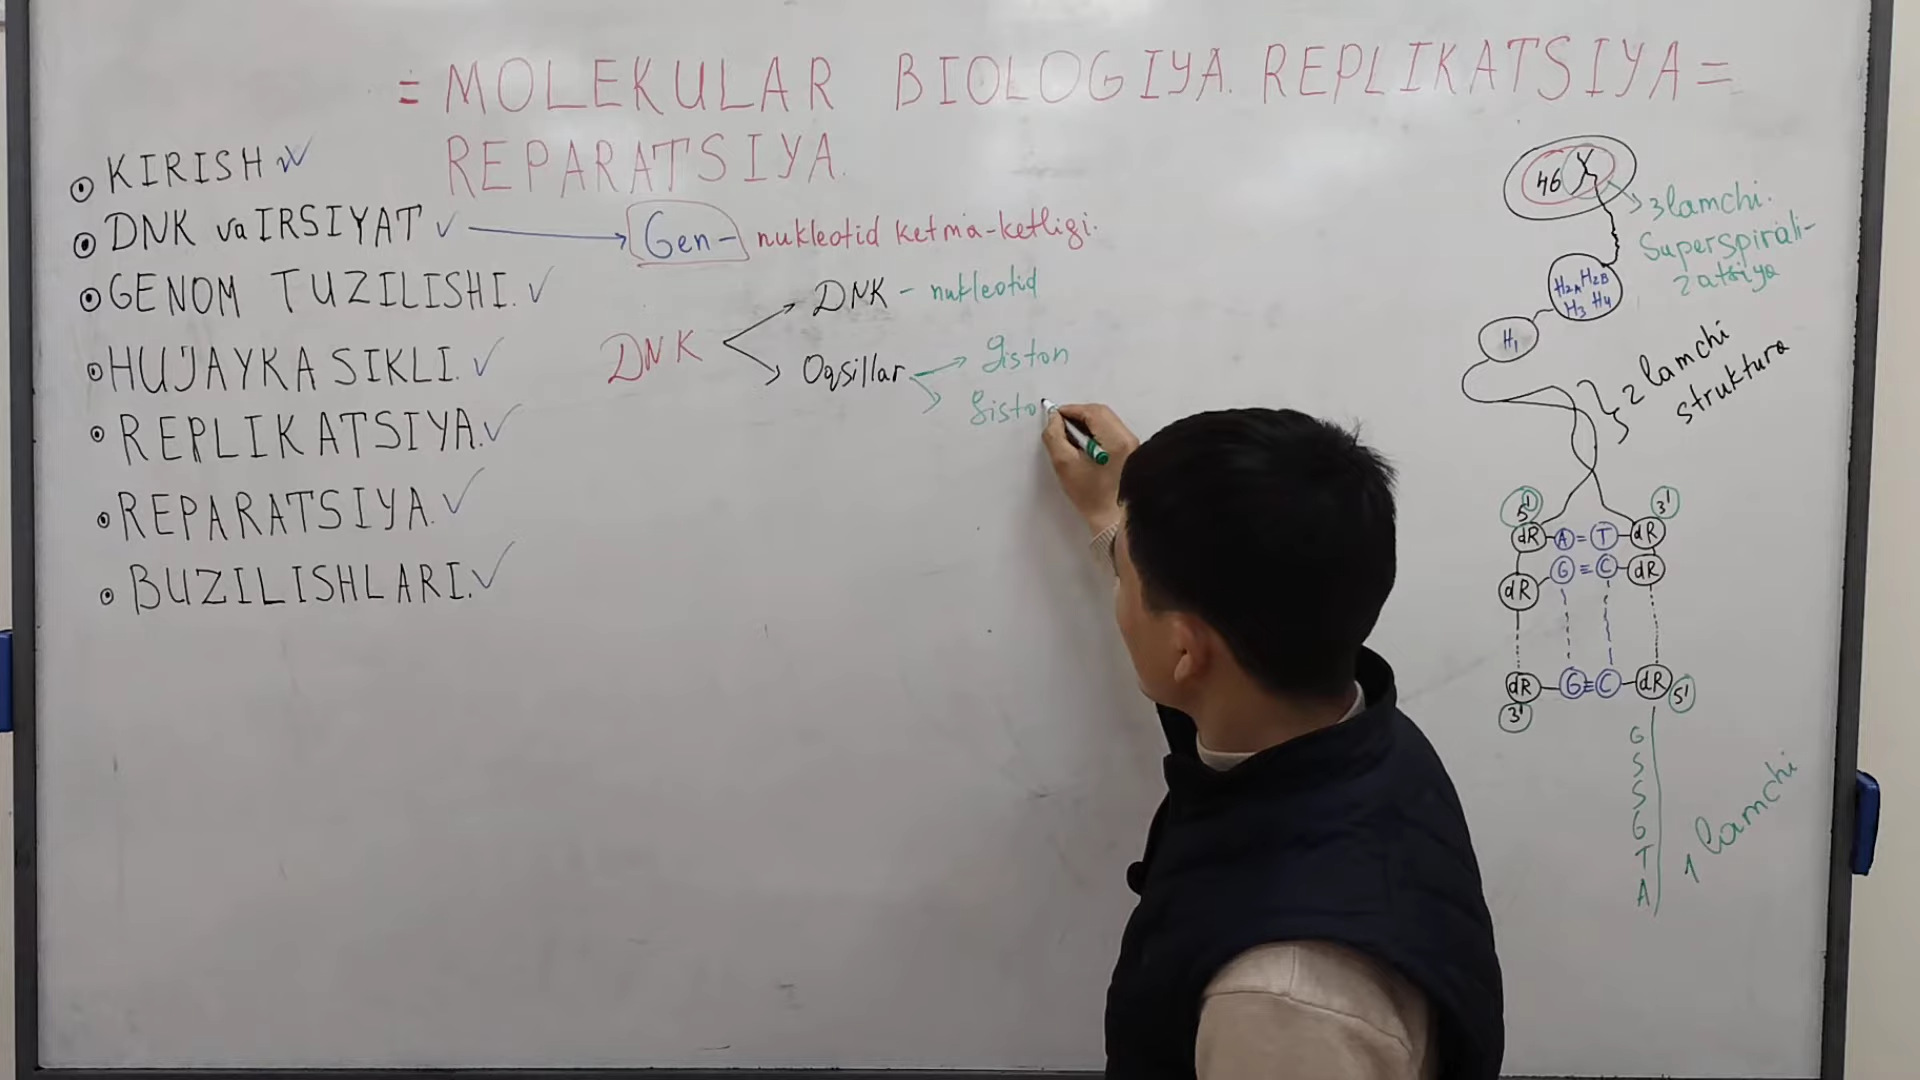 = MOLEKULAR BIOLOGIYA. REPLIKATSIYA =
REPARATSIYA.
KIRISH
DNK va IRSIYAT
GENOM TUZILISHI.
HUJAYKA SIKLI.
REPLIKATSIYA.
REPARATSIYA.
BUZILISHLARI.
Gen- nukleotid ketma-ketligi.
DNK
DNK - nukleotid
Oqsillar
giston
gisto
46
3 lamchi.
Superspirali-
zatsiya
H2A H2B
H3 H4
H1
2 lamchi
struktura
5' 3'
dR A = T dR
dR G ≡ C dR
dR G ≡ C dR
3' 5'
G
S
S
G
T
A
1 lamchi